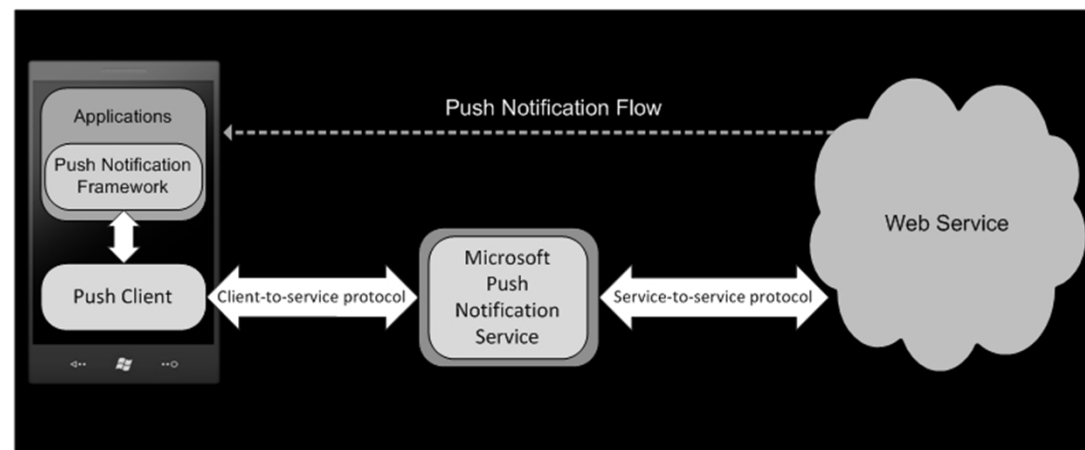 Applications
Push Notification
Framework
Push Client
Push Notification Flow
Client-to-service protocol
Microsoft
Push
Notification
Service
Service-to-service protocol
Web Service